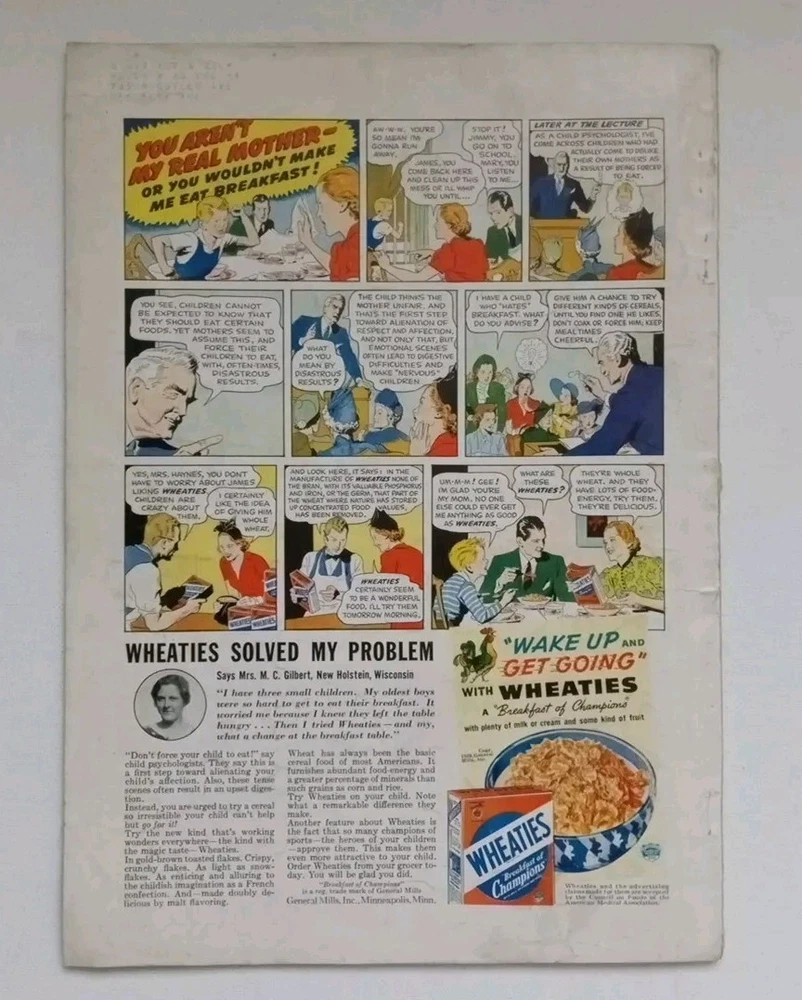 YOU AREN'T
MY REAL MOTHER—
OR YOU WOULDN'T MAKE
ME EAT BREAKFAST!
AW-W-W, YOU'RE
SO MEAN I'M
GONNA RUN
AWAY.
JAMES, YOU
COME BACK HERE
AND CLEAN UP THIS
MESS OR I'LL WHIP
YOU UNTIL...
STOP IT!
JIMMY, YOU
GO ON TO
SCHOOL.
MARY, YOU
LISTEN
TO ME...
LATER AT THE LECTURE
AS A CHILD PSYCHOLOGIST, I'VE
COME ACROSS CHILDREN WHO HAD
ACTUALLY COME TO DISLIKE
THEIR OWN MOTHERS AS
A RESULT OF BEING FORCED
TO EAT.
YOU SEE, CHILDREN CANNOT
BE EXPECTED TO KNOW THAT
THEY SHOULD EAT CERTAIN
FOODS. YET MOTHERS SEEM TO
ASSUME THIS, AND
FORCE THEIR
CHILDREN TO EAT,
WITH, OFTEN-TIMES,
DISASTROUS
RESULTS.
WHAT
DO YOU
MEAN BY
DISASTROUS
RESULTS?
THE CHILD THINKS THE
MOTHER UNFAIR. AND
THAT'S THE FIRST STEP
TOWARD ALIENATION OF
RESPECT AND AFFECTION,
AND NOT ONLY THAT, BUT
EMOTIONAL SCENES
OFTEN LEAD TO DIGESTIVE
DIFFICULTIES AND
MAKE "NERVOUS"
CHILDREN
I HAVE A CHILD
WHO "HATES"
BREAKFAST. WHAT
DO YOU ADVISE?
GIVE HIM A CHANCE TO TRY
DIFFERENT KINDS OF CEREALS,
UNTIL YOU FIND ONE HE LIKES.
DON'T COAX OR FORCE HIM; KEEP
MEALTIMES
CHEERFUL.
YES, MRS. HAYNES, YOU DON'T
HAVE TO WORRY ABOUT JAMES
LIKING WHEATIES.
CHILDREN ARE
CRAZY ABOUT
THEM.
I CERTAINLY
LIKE THE IDEA
OF GIVING HIM
WHOLE
WHEAT.
WHEATIES WHEATIES
AND LOOK HERE, IT SAYS: IN THE
MANUFACTURE OF WHEATIES NONE OF
THE BRAN, WITH ITS VALUABLE PHOSPHORUS
AND IRON, OR THE GERM, THAT PART OF
THE WHEAT WHERE NATURE HAS STORED
UP CONCENTRATED FOOD VALUES,
HAS BEEN REMOVED.
WHEATIES
CERTAINLY SEEM
TO BE A WONDERFUL
FOOD. I'LL TRY THEM
TOMORROW MORNING.
UM-M-M! GEE!
I'M GLAD YOU'RE
MY MOM. NO ONE
ELSE COULD EVER GET
ME ANYTHING AS GOOD
AS WHEATIES.
WHAT ARE
THESE
WHEATIES?
THEY'RE WHOLE
WHEAT. AND THEY
HAVE LOTS OF FOOD-
ENERGY. TRY THEM.
THEY'RE DELICIOUS.
WHEATIES SOLVED MY PROBLEM
Says Mrs. M. C. Gilbert, New Holstein, Wisconsin
"I have three small children. My oldest boys
were so hard to get to eat their breakfast. It
worried me because I knew they left the table
hungry . . . Then I tried Wheaties—and my,
what a change at the breakfast table."
"Don't force your child to eat!" say
child psychologists. They say this is
a first step toward alienating your
child's affection. Also, these tense
scenes often result in an upset diges-
tion.
Instead, you are urged to try a cereal
so irresistible your child can't help
but go for it!
Try the new kind that's working
wonders everywhere—the kind with
the magic taste—Wheaties.
In gold-brown toasted flakes. Crispy,
crunchy flakes. As light as snow-
flakes. As enticing and alluring to
the childish imagination as a French
confection. And—made doubly de-
licious by malt flavoring.
Wheat has always been the basic
cereal food of most Americans. It
furnishes abundant food-energy and
a greater percentage of minerals than
such grains as corn and rice.
Try Wheaties on your child. Note
what a remarkable difference they
make.
Another feature about Wheaties is
the fact that so many champions of
sports—the heroes of your children
—approve them. This makes them
even more attractive to your child.
Order Wheaties from your grocer to-
day. You will be glad you did.
"Breakfast of Champions"
is a reg. trade mark of General Mills
General Mills, Inc., Minneapolis, Minn.
"WAKE UP AND
GET GOING"
WITH WHEATIES
A "Breakfast of Champions"
with plenty of milk or cream and some kind of fruit
WHEATIES
"Breakfast of
Champions"
Wheaties and the advertising
claims made for them are accepted
by the Council on Foods of the
American Medical Association.